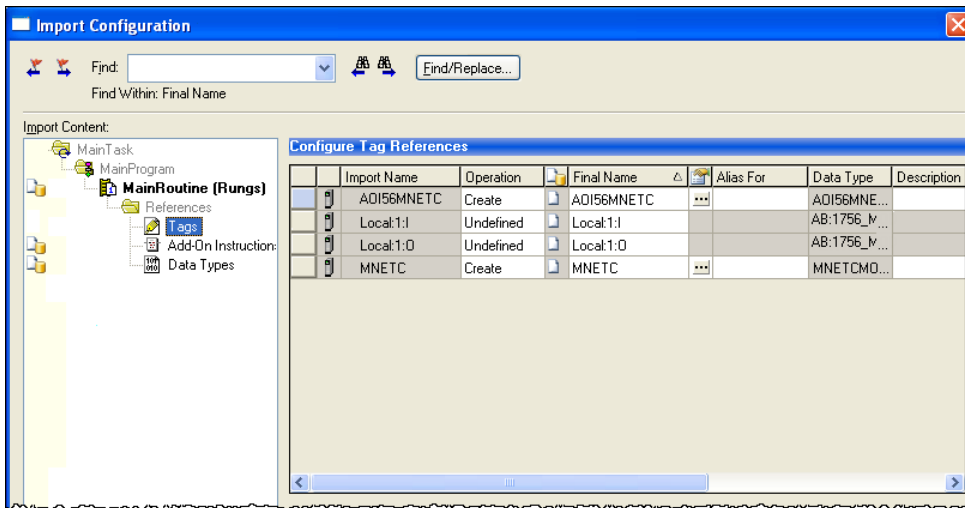 Import Configuration
Find: Find/Replace...
Find Within: Final Name
Import Content:
MainTask
MainProgram
MainRoutine (Rungs)
References
Tags
Add-On Instruction:
Data Types
Configure Tag References
Import Name Operation Final Name Alias For Data Type Description
AOI56MNETC Create AOI56MNETC ... AOI56MNE...
Local:1:I Undefined Local:1:I AB:1756_M...
Local:1:O Undefined Local:1:O AB:1756_M...
MNETC Create MNETC ... MNETCMO...